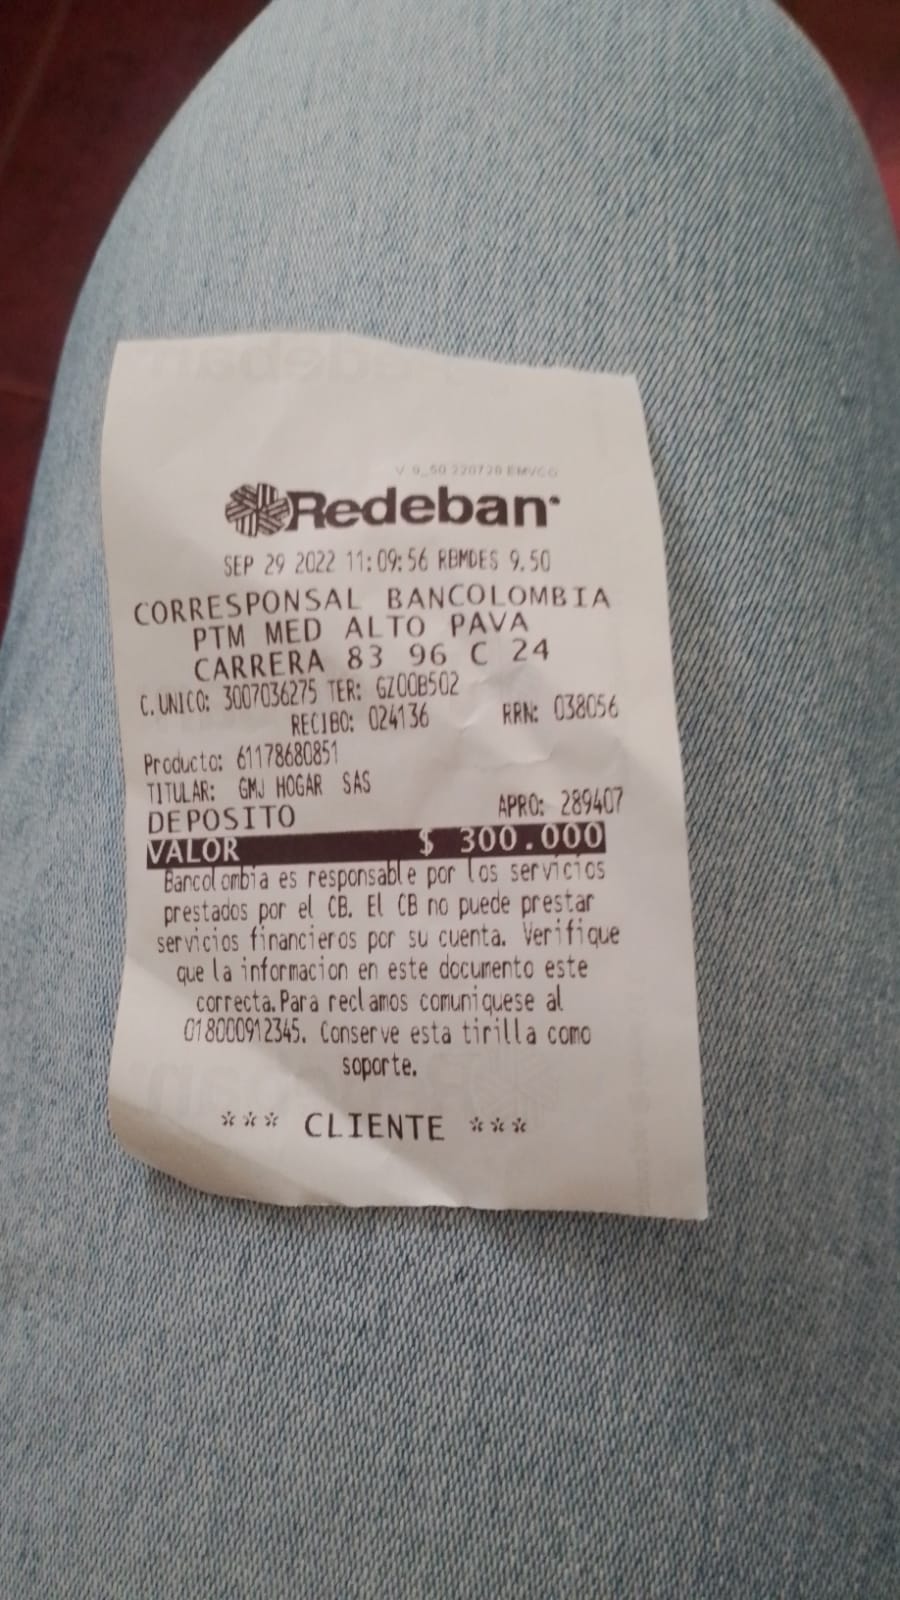 V 9_50 220728 EMVCO
Redeban
SEP 29 2022 11:09:56 RBMDES 9.50
CORRESPONSAL BANCOLOMBIA
PTM MED ALTO PAVA
CARRERA 83 96 C 24
C.UNICO: 3007036275 TER: GZ00B502
RECIBO: 024136 RRN: 038056
Producto: 61178680851
TITULAR: GMJ HOGAR SAS
DEPOSITO APRO: 289407
VALOR $ 300.000
Bancolombia es responsable por los servicios
prestados por el CB. El CB no puede prestar
servicios financieros por su cuenta. Verifique
que la informacion en este documento este
correcta.Para reclamos comuniquese al
018000912345. Conserve esta tirilla como
soporte.
*** CLIENTE ***